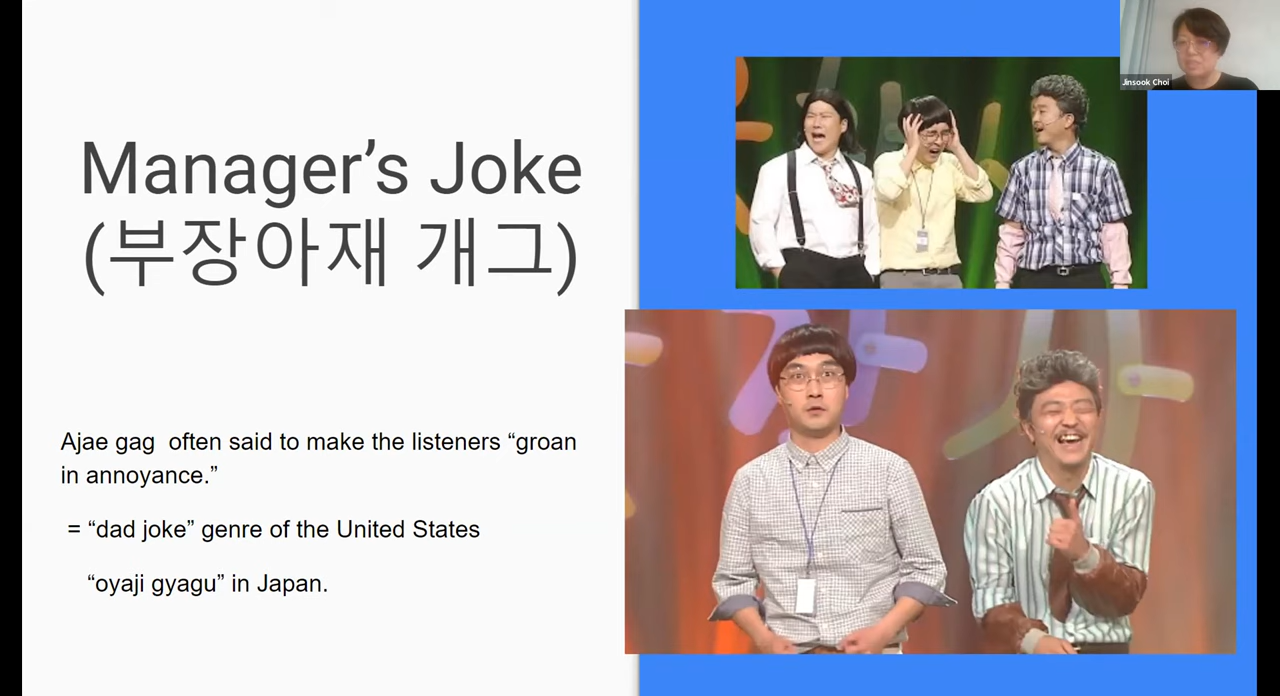 Manager’s Joke
(부장아재 개그)
Ajae gag  often said to make the listeners “groan
in annoyance.”
= “dad joke” genre of the United States
“oyaji gyagu” in Japan.
Jinsook Choi